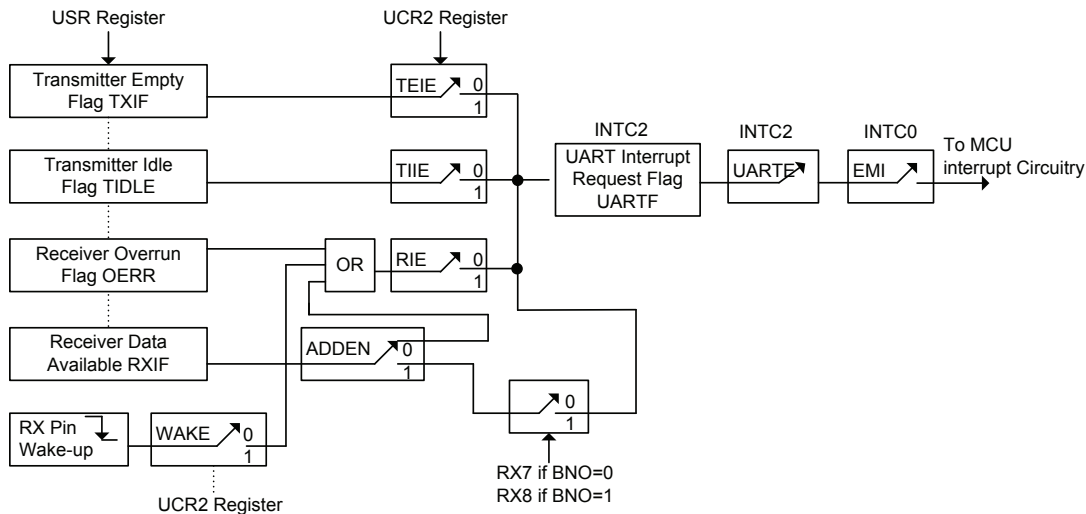 USR Register
UCR2 Register
Transmitter Empty
Flag TXIF
TEIE
0
1
Transmitter Idle
Flag TIDLE
TIIE
0
1
INTC2
UART Interrupt
Request Flag
UARTF
INTC2
UARTE
INTC0
EMI
To MCU
interrupt Circuitry
Receiver Overrun
Flag OERR
OR
RIE
0
1
Receiver Data
Available RXIF
ADDEN
0
1
0
1
RX Pin
Wake-up
WAKE
0
1
RX7 if BNO=0
RX8 if BNO=1
UCR2 Register